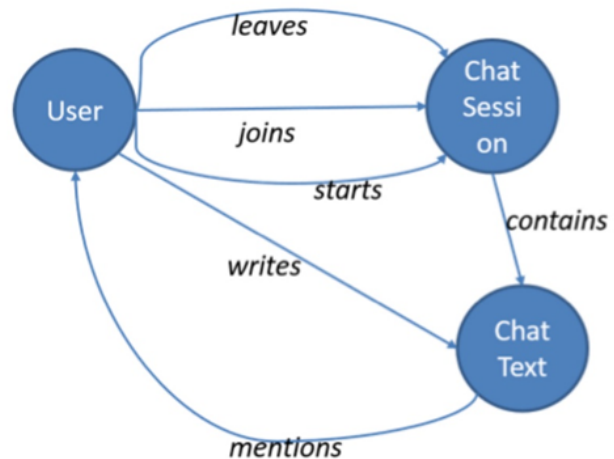 leaves
User
Chat
Sessi
on
joins
starts
contains
writes
Chat
Text
mentions